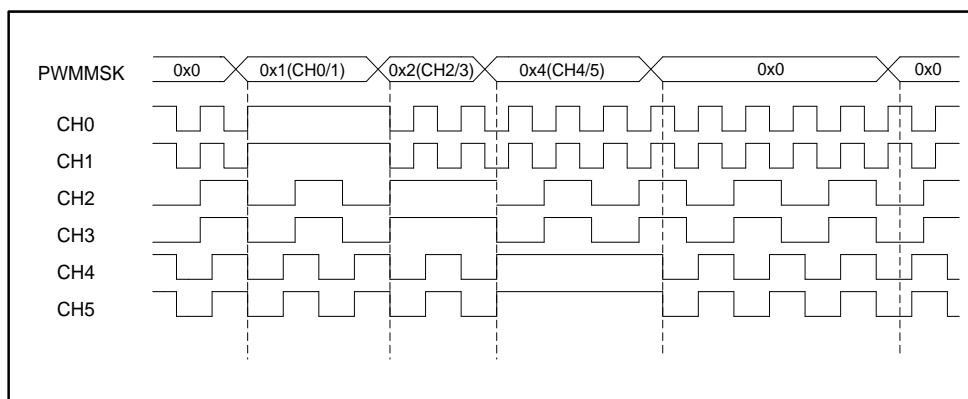 PWMMSK 0x0 0x1(CH0/1) 0x2(CH2/3) 0x4(CH4/5) 0x0 0x0
CH0
CH1
CH2
CH3
CH4
CH5